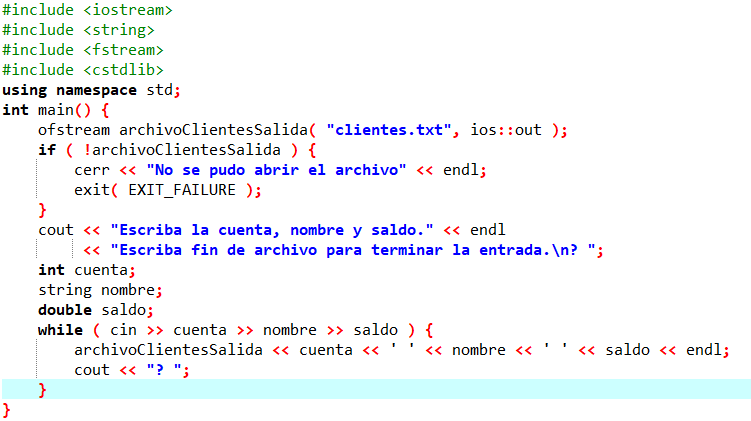 #include <iostream>
#include <string>
#include <fstream>
#include <cstdlib>
using namespace std;
int main() {
    ofstream archivoClientesSalida( "clientes.txt", ios::out );
    if ( !archivoClientesSalida ) {
        cerr << "No se pudo abrir el archivo" << endl;
        exit( EXIT_FAILURE );
    }
    cout << "Escriba la cuenta, nombre y saldo." << endl
         << "Escriba fin de archivo para terminar la entrada.\n? ";
    int cuenta;
    string nombre;
    double saldo;
    while ( cin >> cuenta >> nombre >> saldo ) {
        archivoClientesSalida << cuenta << ' ' << nombre << ' ' << saldo << endl;
        cout << "? ";
    }
}